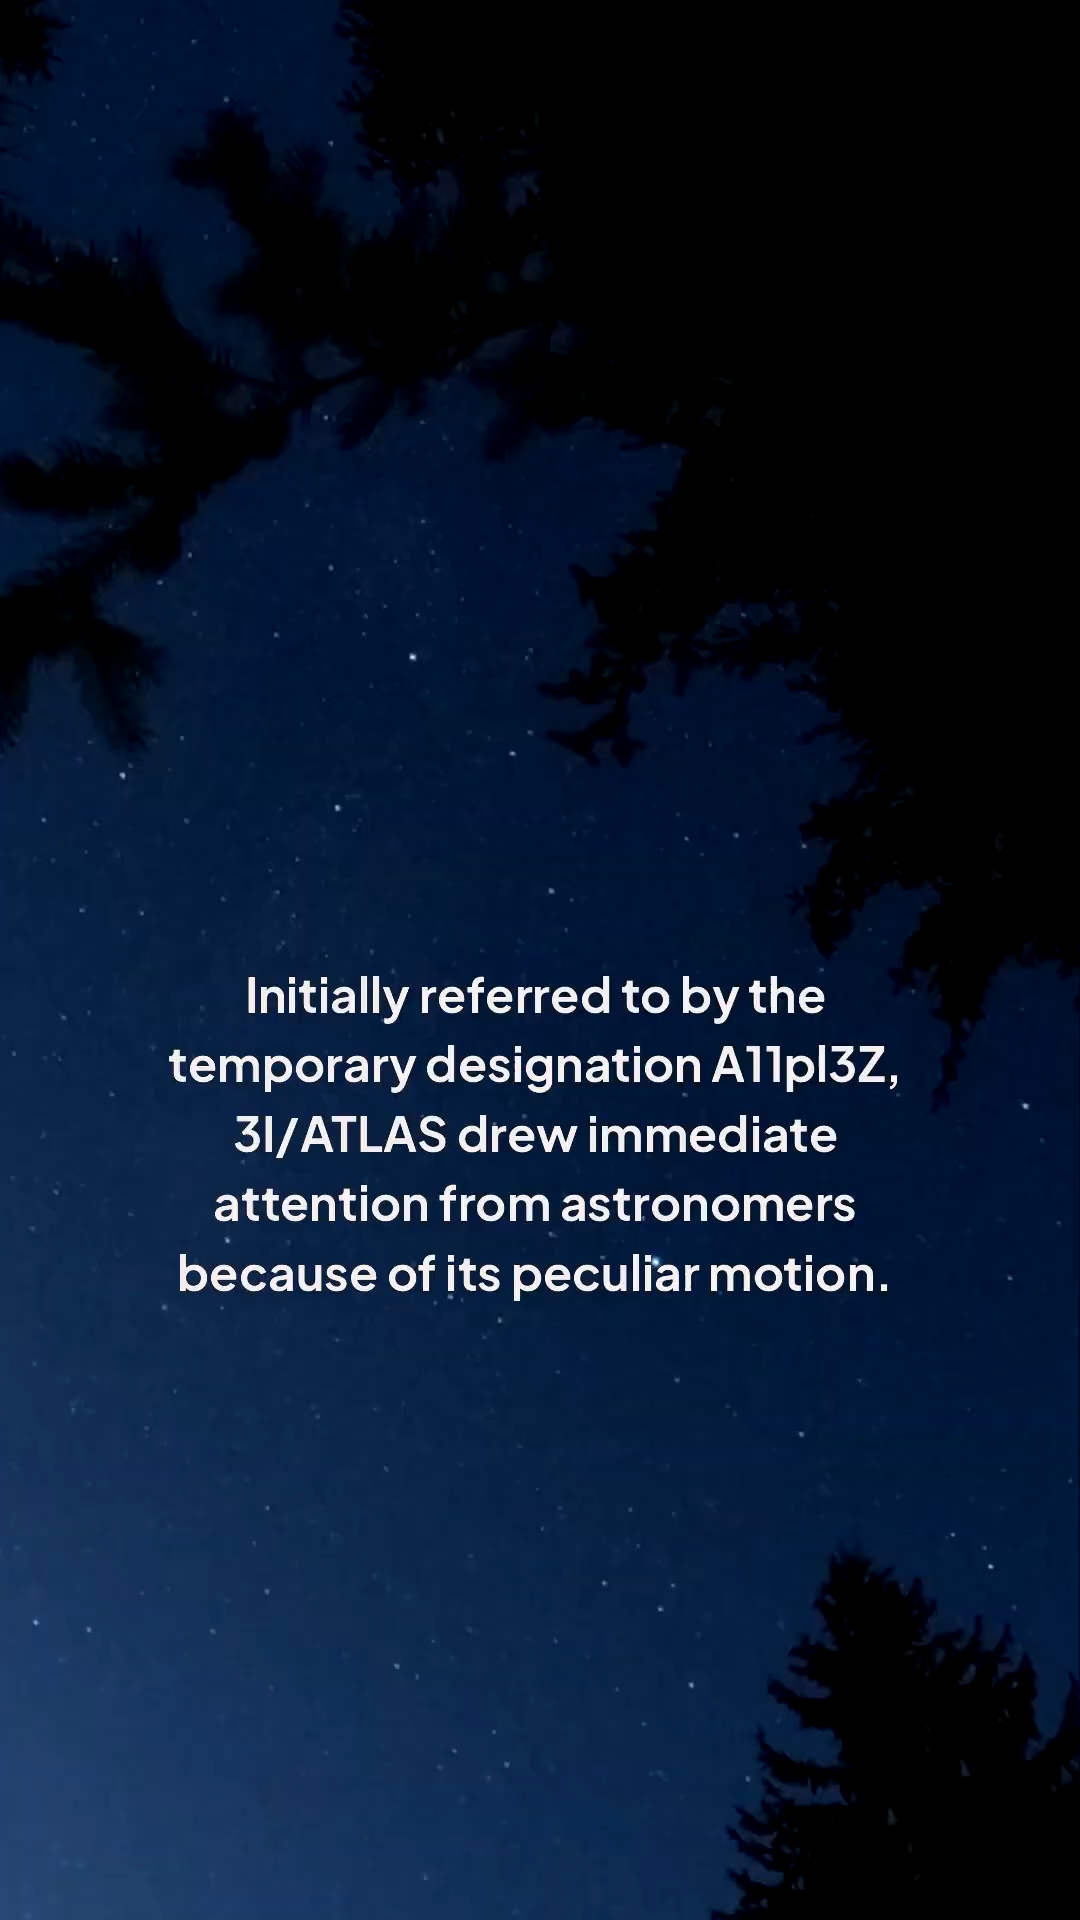 Initially referred to by the
temporary designation A11pl3Z,
3I/ATLAS drew immediate
attention from astronomers
because of its peculiar motion.